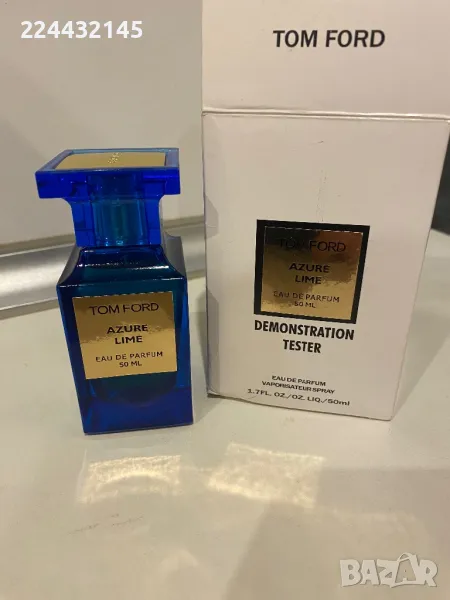 224432145
TOM FORD
TOM FORD
AZURE
LIME
EAU DE PARFUM
50 ML
DEMONSTRATION
TESTER
EAU DE PARFUM
VAPORISATEUR SPRAY
1.7FL. OZ./OZ. LIQ./50ml
TOM FORD
AZURE
LIME
EAU DE PARFUM
50 ML
BAZAR